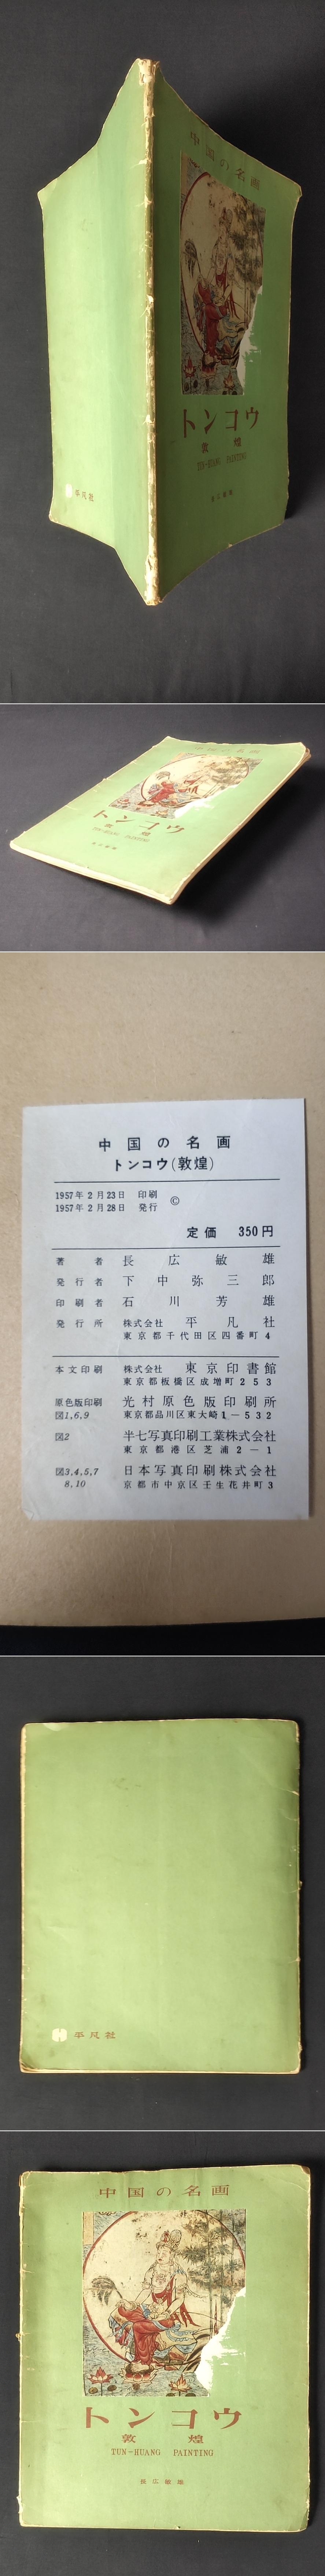 中国の名画
トンコウ
敦煌
TUN-HUANG PAINTING
長広敏雄
平凡社
中国の名画
トンコウ
敦煌
TUN-HUANG PAINTING
長広敏雄
中国の名画
トンコウ(敦煌)
1957年2月23日 印刷
1957年2月28日 発行
©
定価 350円
著者 長広敏雄
発行者 下中弥三郎
印刷者 石川芳雄
発行所 株式会社 平凡社
東京都千代田区四番町4
本文印刷 株式会社 東京印書館
東京都板橋区成増町253
原色版印刷 光村原色版印刷所
図1,6,9 東京都品川区東大崎1-532
図2 半七写真印刷工業株式会社
東京都港区芝浦2-1
図3,4,5,7 日本写真印刷株式会社
8,10 京都市中京区壬生花井町3
平凡社
中国の名画
トンコウ
敦煌
TUN-HUANG PAINTING
長広敏雄